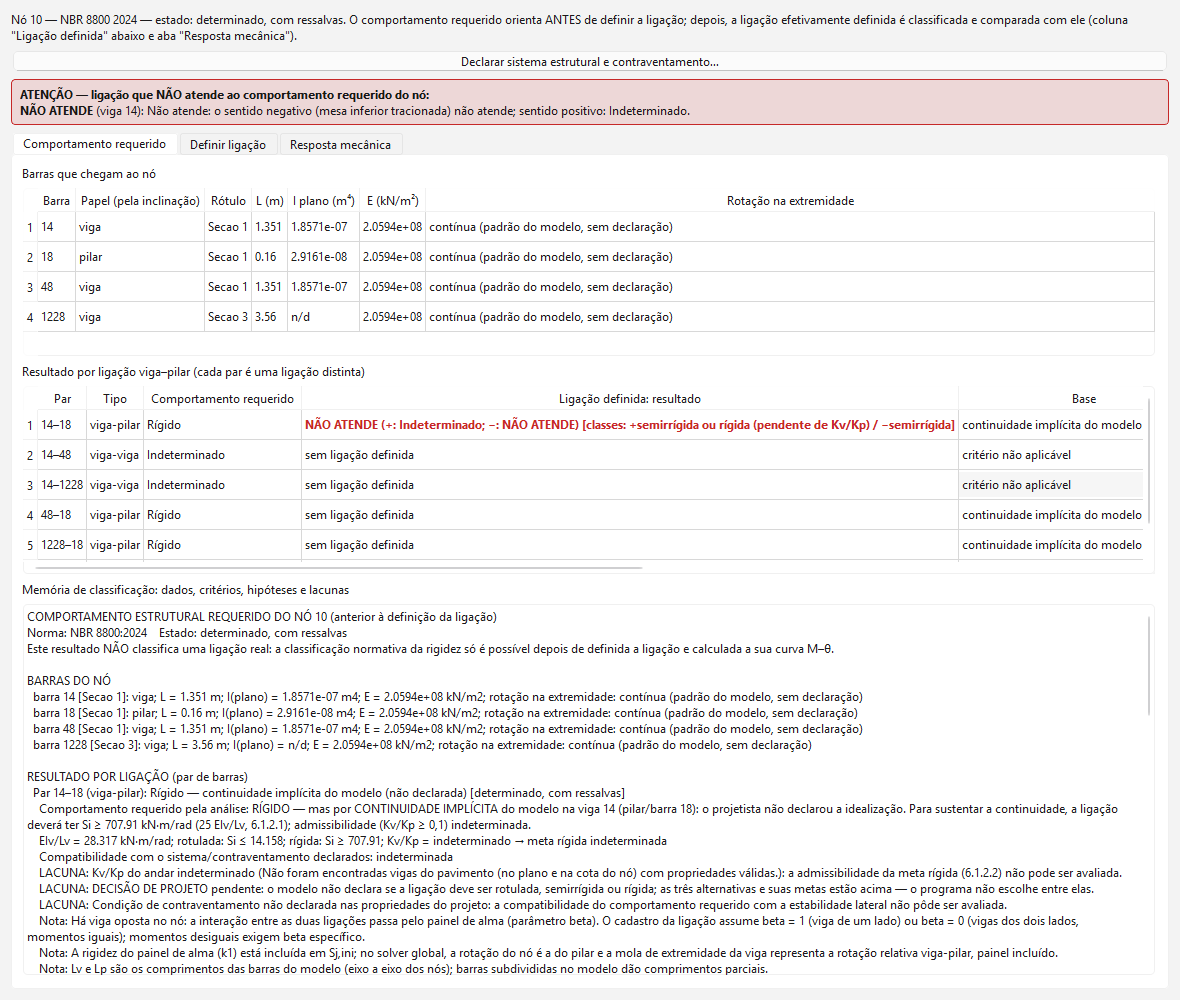 Nó 10 — NBR 8800 2024 — estado: determinado, com ressalvas. O comportamento requerido orienta ANTES de definir a ligação; depois, a ligação efetivamente definida é classificada e comparada com ele (coluna
"Ligação definida" abaixo e aba "Resposta mecânica").
Declarar sistema estrutural e contraventamento...
ATENÇÃO — ligação que NÃO atende ao comportamento requerido do nó:
NÃO ATENDE (viga 14): Não atende: o sentido negativo (mesa inferior tracionada) não atende; sentido positivo: Indeterminado.
Comportamento requerido Definir ligação Resposta mecânica
Barras que chegam ao nó
Barra Papel (pela inclinação) Rótulo L (m) I plano (m⁴) E (kN/m²) Rotação na extremidade
1 14 viga Secao 1 1.351 1.8571e-07 2.0594e+08 contínua (padrão do modelo, sem declaração)
2 18 pilar Secao 1 0.16 2.9161e-08 2.0594e+08 contínua (padrão do modelo, sem declaração)
3 48 viga Secao 1 1.351 1.8571e-07 2.0594e+08 contínua (padrão do modelo, sem declaração)
4 1228 viga Secao 3 3.56 n/d 2.0594e+08 contínua (padrão do modelo, sem declaração)
Resultado por ligação viga–pilar (cada par é uma ligação distinta)
Par Tipo Comportamento requerido Ligação definida: resultado Base
1 14–18 viga-pilar Rígido NÃO ATENDE (+: Indeterminado; −: NÃO ATENDE) [classes: +semirrígida ou rígida (pendente de Kv/Kp) / −semirrígida] continuidade implícita do modelo
2 14–48 viga-viga Indeterminado sem ligação definida critério não aplicável
3 14–1228 viga-viga Indeterminado sem ligação definida critério não aplicável
4 48–18 viga-pilar Rígido sem ligação definida continuidade implícita do modelo
5 1228–18 viga-pilar Rígido sem ligação definida continuidade implícita do modelo
Memória de classificação: dados, critérios, hipóteses e lacunas
COMPORTAMENTO ESTRUTURAL REQUERIDO DO NÓ 10 (anterior à definição da ligação)
Norma: NBR 8800:2024 Estado: determinado, com ressalvas
Este resultado NÃO classifica uma ligação real: a classificação normativa da rigidez só é possível depois de definida a ligação e calculada a sua curva M–θ.
BARRAS DO NÓ
barra 14 [Secao 1]: viga; L = 1.351 m; I(plano) = 1.8571e-07 m4; E = 2.0594e+08 kN/m2; rotação na extremidade: contínua (padrão do modelo, sem declaração)
barra 18 [Secao 1]: pilar; L = 0.16 m; I(plano) = 2.9161e-08 m4; E = 2.0594e+08 kN/m2; rotação na extremidade: contínua (padrão do modelo, sem declaração)
barra 48 [Secao 1]: viga; L = 1.351 m; I(plano) = 1.8571e-07 m4; E = 2.0594e+08 kN/m2; rotação na extremidade: contínua (padrão do modelo, sem declaração)
barra 1228 [Secao 3]: viga; L = 3.56 m; I(plano) = n/d; E = 2.0594e+08 kN/m2; rotação na extremidade: contínua (padrão do modelo, sem declaração)
RESULTADO POR LIGAÇÃO (par de barras)
Par 14–18 (viga-pilar): Rígido — continuidade implícita do modelo (não declarada) [determinado, com ressalvas]
Comportamento requerido pela análise: RÍGIDO — mas por CONTINUIDADE IMPLÍCITA do modelo na viga 14 (pilar/barra 18): o projetista não declarou a idealização. Para sustentar a continuidade, a ligação
deverá ter Si ≥ 707.91 kN·m/rad (25 EIv/Lv, 6.1.2.1); admissibilidade (Kv/Kp ≥ 0,1) indeterminada.
EIv/Lv = 28.317 kN·m/rad; rotulada: Si ≤ 14.158; rígida: Si ≥ 707.91; Kv/Kp = indeterminado → meta rígida indeterminada
Compatibilidade com o sistema/contraventamento declarados: indeterminada
LACUNA: Kv/Kp do andar indeterminado (Não foram encontradas vigas do pavimento (no plano e na cota do nó) com propriedades válidas.): a admissibilidade da meta rígida (6.1.2.2) não pode ser avaliada.
LACUNA: DECISÃO DE PROJETO pendente: o modelo não declara se a ligação deve ser rotulada, semirrígida ou rígida; as três alternativas e suas metas estão acima — o programa não escolhe entre elas.
LACUNA: Condição de contraventamento não declarada nas propriedades do projeto: a compatibilidade do comportamento requerido com a estabilidade lateral não pôde ser avaliada.
Nota: Há viga oposta no nó: a interação entre as duas ligações passa pelo painel de alma (parâmetro beta). O cadastro da ligação assume beta = 1 (viga de um lado) ou beta = 0 (vigas dos dois lados,
momentos iguais); momentos desiguais exigem beta específico.
Nota: A rigidez do painel de alma (k1) está incluída em Sj,ini; no solver global, a rotação do nó é a do pilar e a mola de extremidade da viga representa a rotação relativa viga-pilar, painel incluído.
Nota: Lv e Lp são os comprimentos das barras do modelo (eixo a eixo dos nós); barras subdivididas no modelo dão comprimentos parciais.